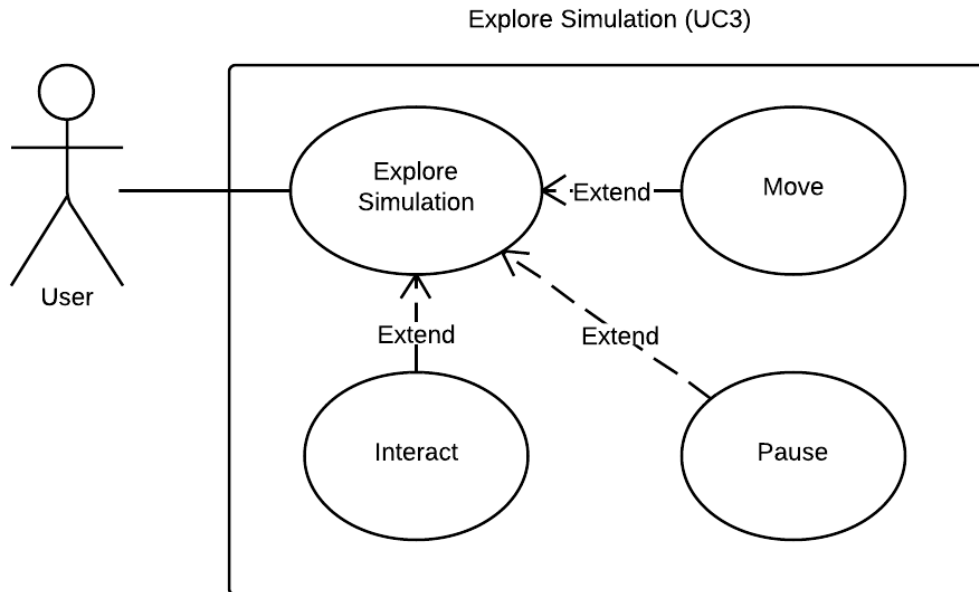 Explore Simulation (UC3)
Explore
Simulation
Extend
Move
User
Extend
Extend
Interact
Pause